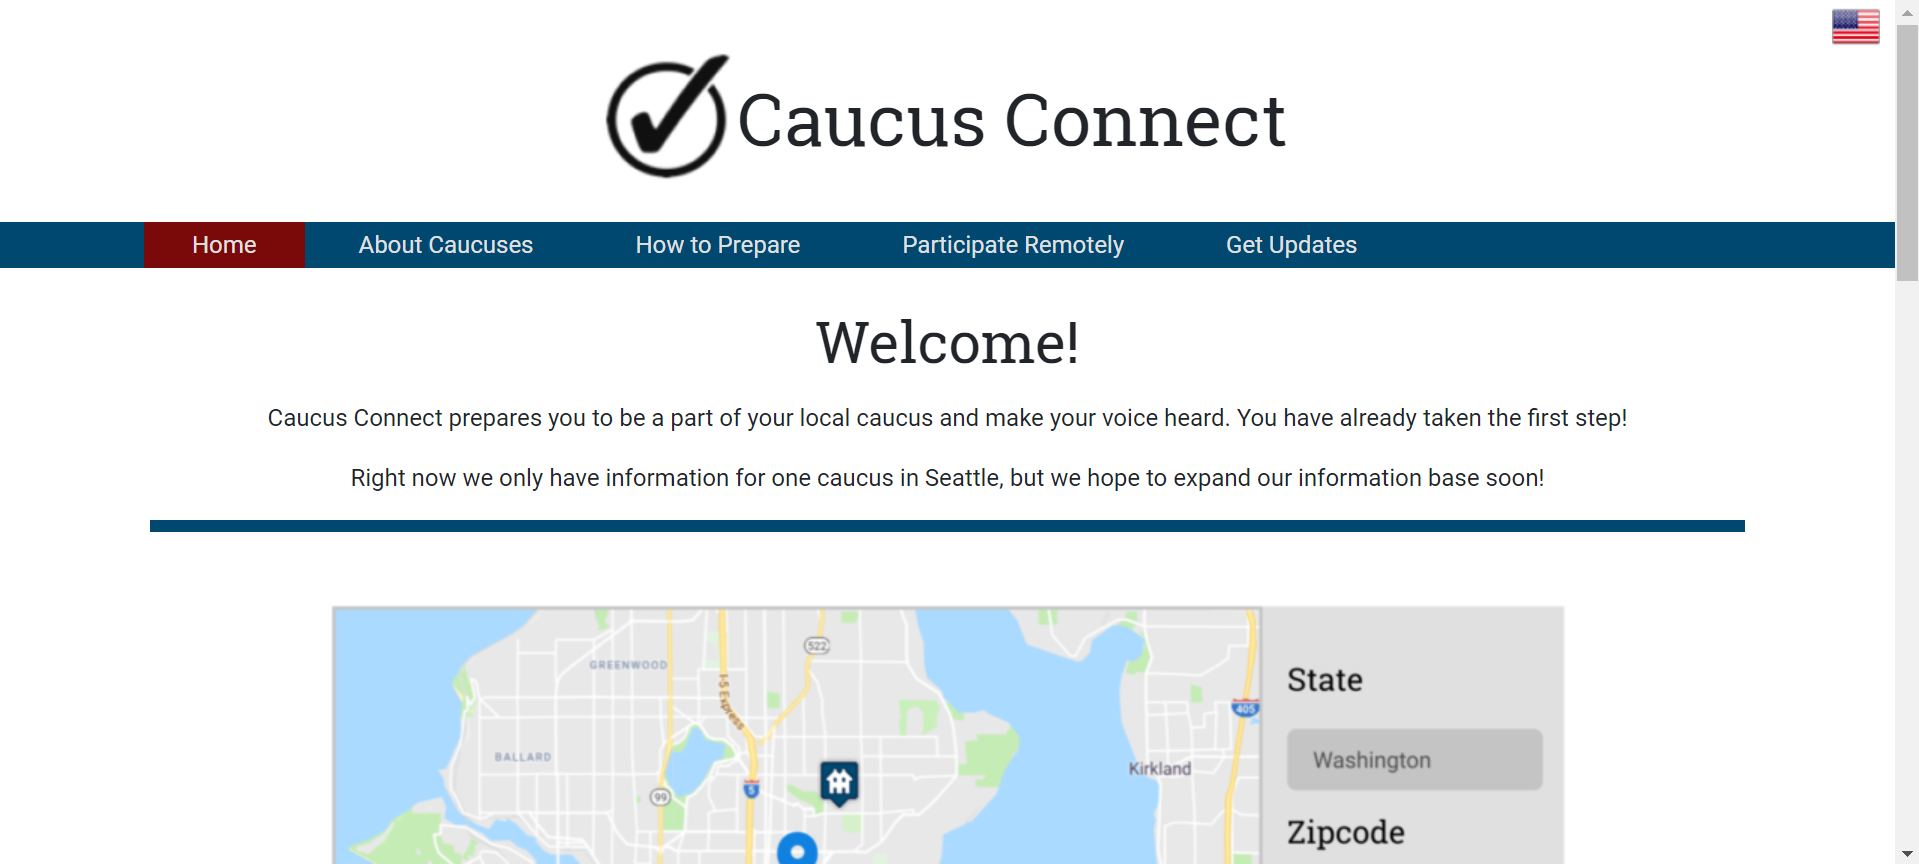 Caucus Connect
Home About Caucuses How to Prepare Participate Remotely Get Updates
Welcome!
Caucus Connect prepares you to be a part of your local caucus and make your voice heard. You have already taken the first step!
Right now we only have information for one caucus in Seattle, but we hope to expand our information base soon!
522
GREENWOOD
I-5 Express
State
405
BALLARD
Washington
Kirkland
5
99
Zipcode